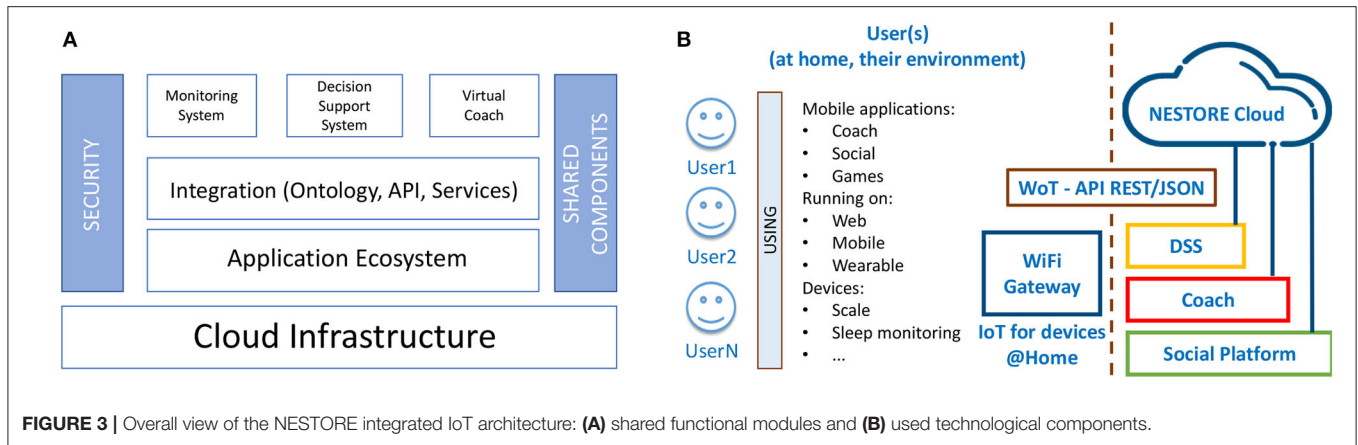 A
SECURITY
Monitoring
System
Decision
Support
System
Virtual
Coach
Integration (Ontology, API, Services)
Application Ecosystem
SHARED
COMPONENTS
Cloud Infrastructure
B
User(s)
(at home, their environment)
User1
User2
UserN
USING
Mobile applications:
• Coach
• Social
• Games
Running on:
• Web
• Mobile
• Wearable
Devices:
• Scale
• Sleep monitoring
• ...
WiFi
Gateway
IoT for devices
@Home
WoT - API REST/JSON
NESTORE Cloud
DSS
Coach
Social Platform
FIGURE 3 | Overall view of the NESTORE integrated IoT architecture: (A) shared functional modules and (B) used technological components.